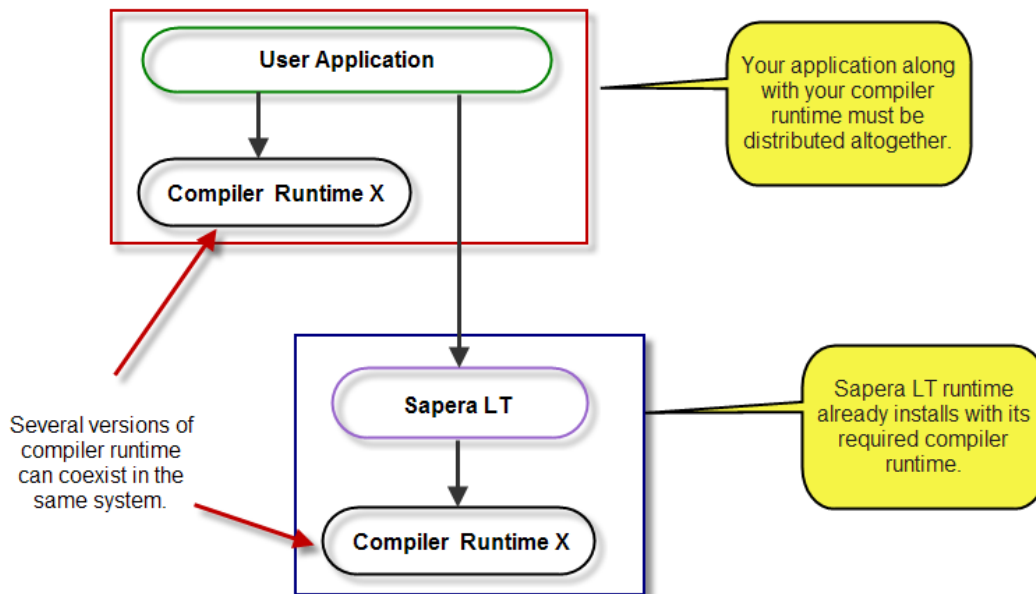 User Application
Compiler Runtime X
Your application along
with your compiler
runtime must be
distributed altogether.
Several versions of
compiler runtime
can coexist in the
same system.
Sapera LT
Compiler Runtime X
Sapera LT runtime
already installs with its
required compiler
runtime.